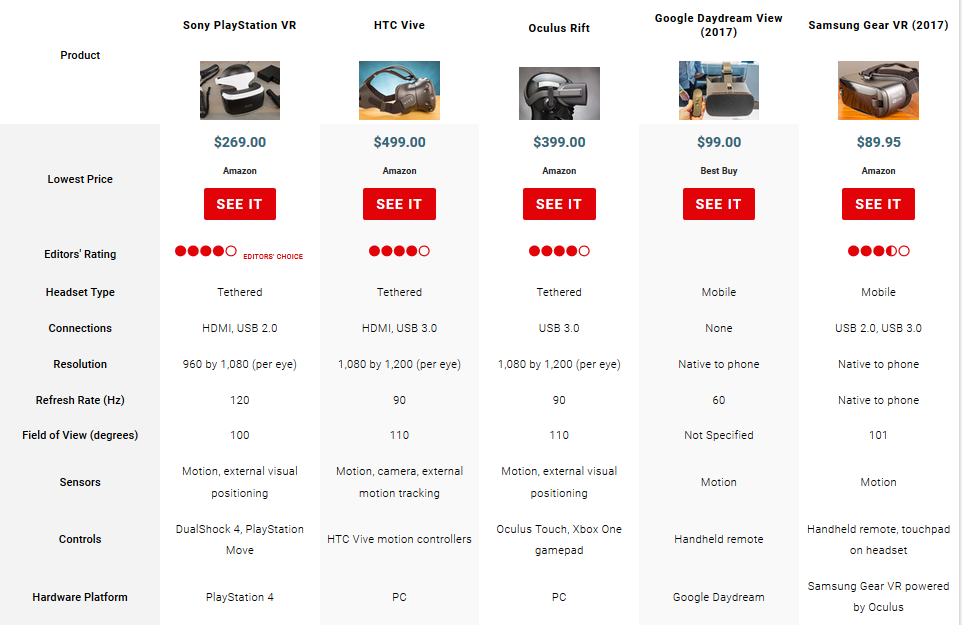 Product
Sony PlayStation VR
HTC Vive
Oculus Rift
Google Daydream View
(2017)
Samsung Gear VR (2017)
Lowest Price
$269.00
$499.00
$399.00
$99.00
$89.95
Amazon
Amazon
Amazon
Best Buy
Amazon
SEE IT
SEE IT
SEE IT
SEE IT
SEE IT
Editors' Rating
EDITORS' CHOICE
Headset Type
Tethered
Tethered
Tethered
Mobile
Mobile
Connections
HDMI, USB 2.0
HDMI, USB 3.0
USB 3.0
None
USB 2.0, USB 3.0
Resolution
960 by 1,080 (per eye)
1,080 by 1,200 (per eye)
1,080 by 1,200 (per eye)
Native to phone
Native to phone
Refresh Rate (Hz)
120
90
90
60
Native to phone
Field of View (degrees)
100
110
110
Not Specified
101
Sensors
Motion, external visual
positioning
Motion, camera, external
motion tracking
Motion, external visual
positioning
Motion
Motion
Controls
DualShock 4, PlayStation
Move
HTC Vive motion controllers
Oculus Touch, Xbox One
gamepad
Handheld remote
Handheld remote, touchpad
on headset
Hardware Platform
PlayStation 4
PC
PC
Google Daydream
Samsung Gear VR powered
by Oculus